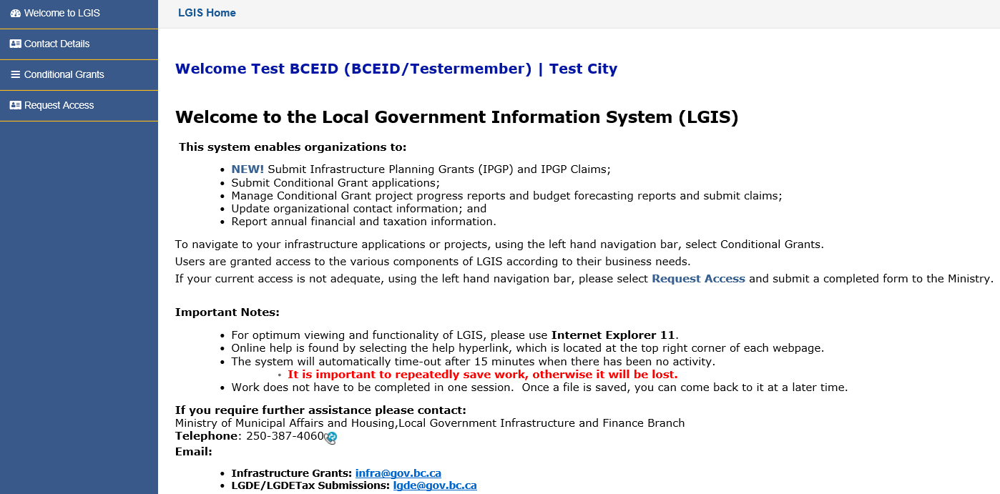 Welcome to LGIS
Contact Details
Conditional Grants
Request Access
LGIS Home
Welcome Test BCEID (BCEID/Testermember) | Test City
Welcome to the Local Government Information System (LGIS)
This system enables organizations to:
• NEW! Submit Infrastructure Planning Grants (IPGP) and IPGP Claims;
• Submit Conditional Grant applications;
• Manage Conditional Grant project progress reports and budget forecasting reports and submit claims;
• Update organizational contact information; and
• Report annual financial and taxation information.
To navigate to your infrastructure applications or projects, using the left hand navigation bar, select Conditional Grants.
Users are granted access to the various components of LGIS according to their business needs.
If your current access is not adequate, using the left hand navigation bar, please select Request Access and submit a completed form to the Ministry.
Important Notes:
• For optimum viewing and functionality of LGIS, please use Internet Explorer 11.
• Online help is found by selecting the help hyperlink, which is located at the top right corner of each webpage.
• The system will automatically time-out after 15 minutes when there has been no activity.
◦ It is important to repeatedly save work, otherwise it will be lost.
• Work does not have to be completed in one session.  Once a file is saved, you can come back to it at a later time.
If you require further assistance please contact:
Ministry of Municipal Affairs and Housing,Local Government Infrastructure and Finance Branch
Telephone: 250-387-4060
Email:
• Infrastructure Grants: infra@gov.bc.ca
• LGDE/LGDETax Submissions: lgde@gov.bc.ca